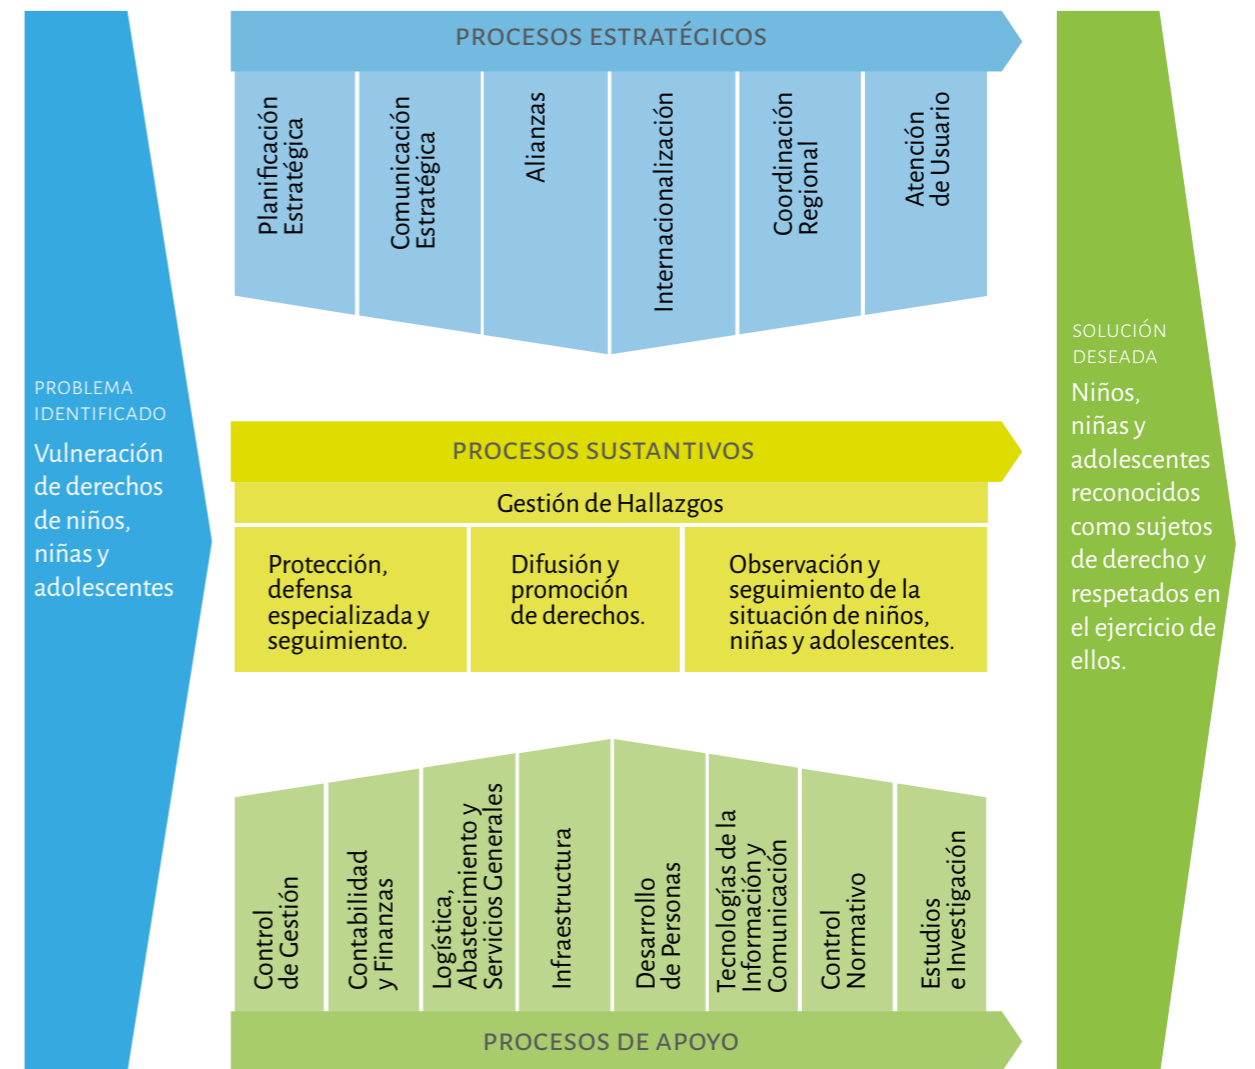 PROBLEMA
IDENTIFICADO
Vulneración
de derechos
de niños,
niñas y
adolescentes
PROCESOS ESTRATÉGICOS
Planificación
Estratégica
Comunicación
Estratégica
Alianzas
Internacionalización
Coordinación
Regional
Atención
de Usuario
PROCESOS SUSTANTIVOS
Gestión de Hallazgos
Protección,
defensa
especializada y
seguimiento.
Difusión y
promoción
de derechos.
Observación y
seguimiento de la
situación de niños,
niñas y adolescentes.
Control
de Gestión
Contabilidad
y Finanzas
Logística,
Abastecimiento y
Servicios Generales
Infraestructura
Desarrollo
de Personas
Tecnologías de la
Información y
Comunicación
Control
Normativo
Estudios
e Investigación
PROCESOS DE APOYO
SOLUCIÓN
DESEADA
Niños,
niñas y
adolescentes
reconocidos
como sujetos
de derecho y
respetados en
el ejercicio de
ellos.